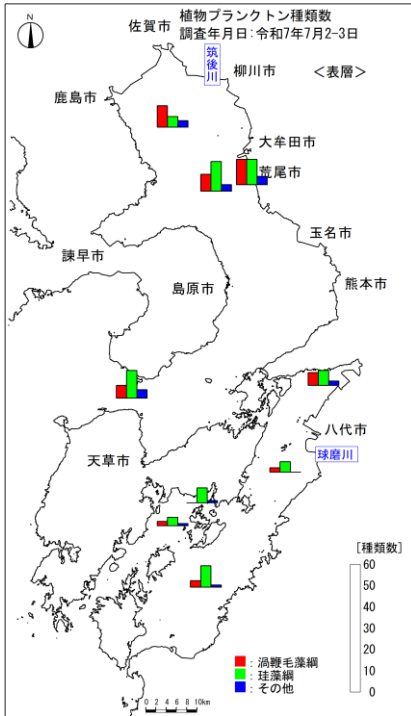 植物プランクトン種類数
調査年月日:令和7年7月2-3日
<表層>
N
佐賀市
筑後川
柳川市
鹿島市
大牟田市
荒尾市
玉名市
諫早市
島原市
熊本市
八代市
球磨川
天草市
[種類数]
60
50
40
30
20
10
0
:渦鞭毛藻綱
:珪藻綱
:その他
0 2 4 6 8 10km